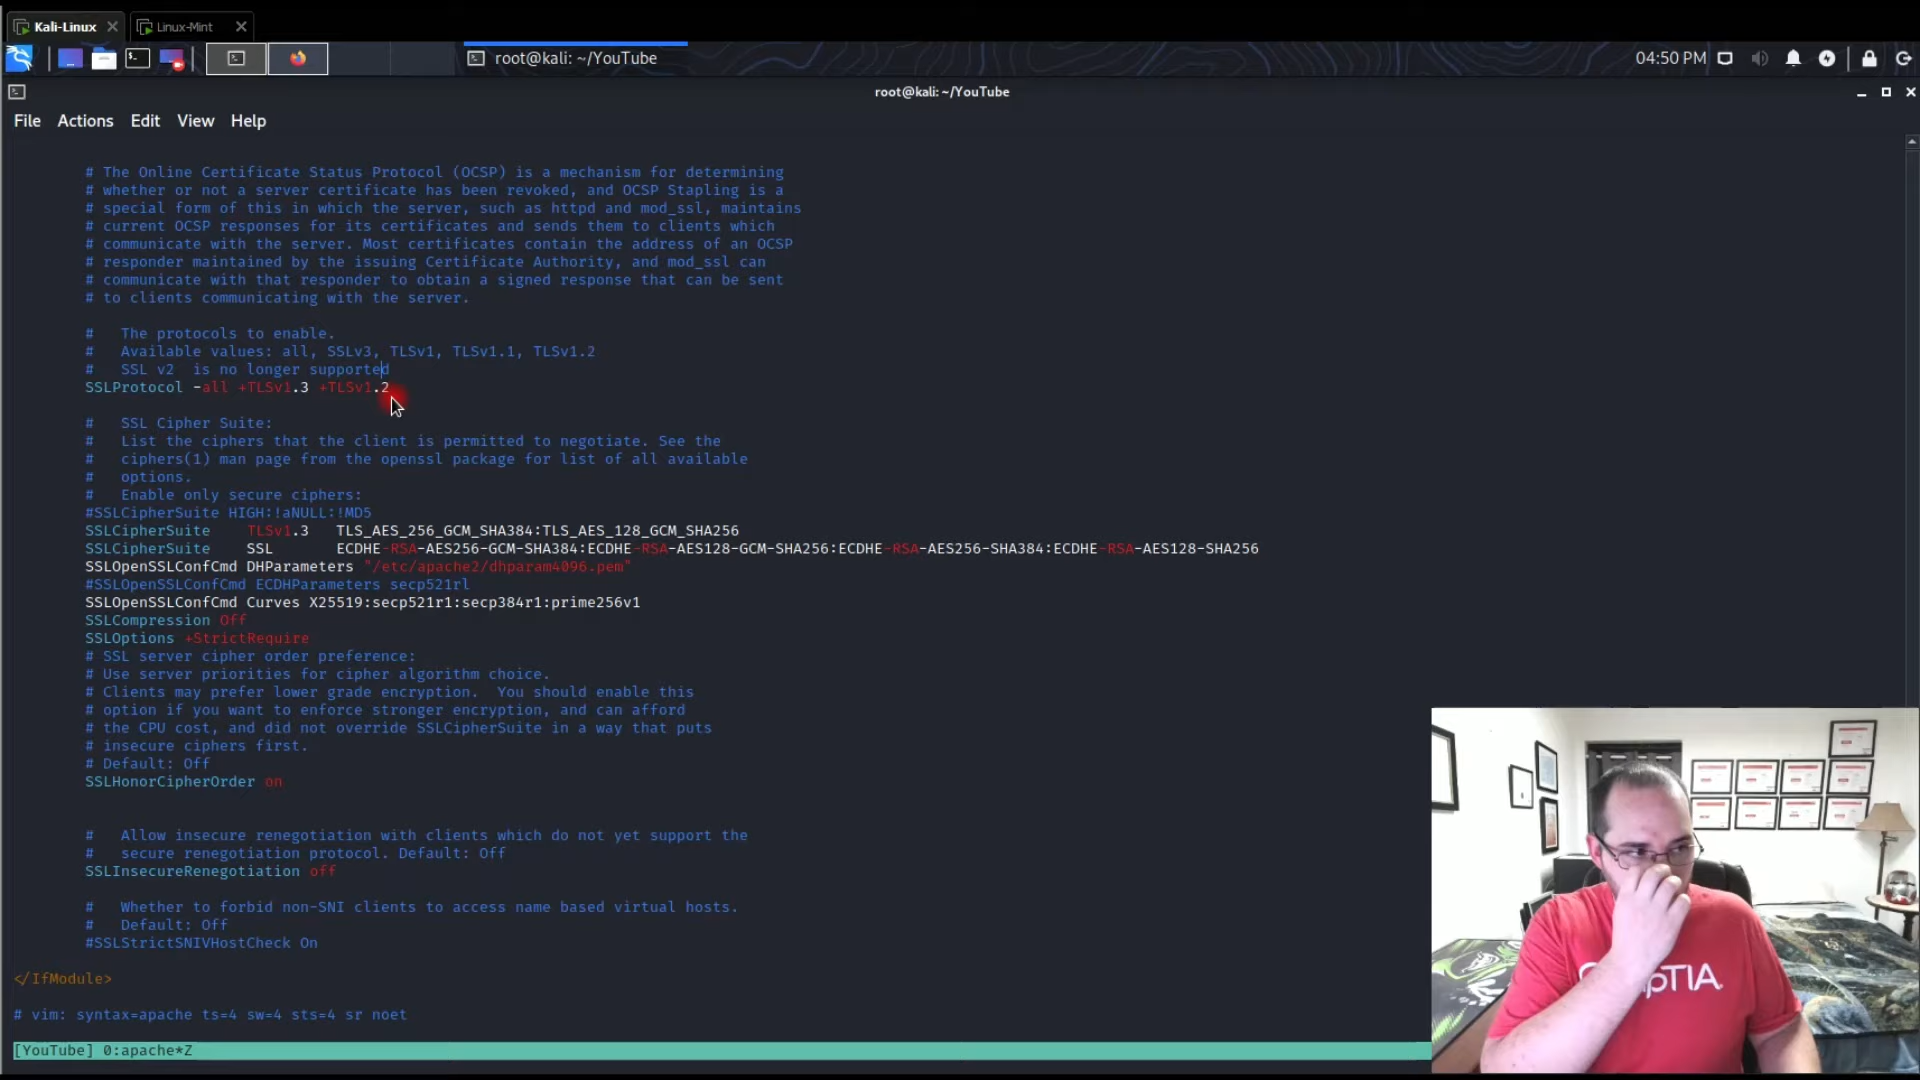 Kali-Linux
Linux-Mint
root@kali: ~/YouTube
04:50 PM
root@kali: ~/YouTube
File Actions Edit View Help
# The Online Certificate Status Protocol (OCSP) is a mechanism for determining
# whether or not a server certificate has been revoked, and OCSP Stapling is a
# special form of this in which the server, such as httpd and mod_ssl, maintains
# current OCSP responses for its certificates and sends them to clients which
# communicate with the server. Most certificates contain the address of an OCSP
# responder maintained by the issuing Certificate Authority, and mod_ssl can
# communicate with that responder to obtain a signed response that can be sent
# to clients communicating with the server.
# The protocols to enable.
# Available values: all, SSLv3, TLSv1, TLSv1.1, TLSv1.2
# SSL v2 is no longer supported
SSLProtocol -all +TLSv1.3 +TLSv1.2
# SSL Cipher Suite:
# List the ciphers that the client is permitted to negotiate. See the
# ciphers(1) man page from the openssl package for list of all available
# options.
# Enable only secure ciphers:
#SSLCipherSuite HIGH:!aNULL:!MD5
SSLCipherSuite TLSv1.3 TLS_AES_256_GCM_SHA384:TLS_AES_128_GCM_SHA256
SSLCipherSuite SSL ECDHE-RSA-AES256-GCM-SHA384:ECDHE-RSA-AES128-GCM-SHA256:ECDHE-RSA-AES256-SHA384:ECDHE-RSA-AES128-SHA256
SSLOpenSSLConfCmd DHParameters "/etc/apache2/dhparam4096.pem"
#SSLOpenSSLConfCmd ECDHParameters secp521rl
SSLOpenSSLConfCmd Curves X25519:secp521r1:secp384r1:prime256v1
SSLCompression Off
SSLOptions +StrictRequire
# SSL server cipher order preference:
# Use server priorities for cipher algorithm choice.
# Clients may prefer lower grade encryption. You should enable this
# option if you want to enforce stronger encryption, and can afford
# the CPU cost, and did not override SSLCipherSuite in a way that puts
# insecure ciphers first.
# Default: Off
SSLHonorCipherOrder on
# Allow insecure renegotiation with clients which do not yet support the
# secure renegotiation protocol. Default: Off
SSLInsecureRenegotiation off
# Whether to forbid non-SNI clients to access name based virtual hosts.
# Default: Off
#SSLStrictSNIVHostCheck On
</IfModule>
# vim: syntax=apache ts=4 sw=4 sts=4 sr noet
[YouTube] 0:apache*Z